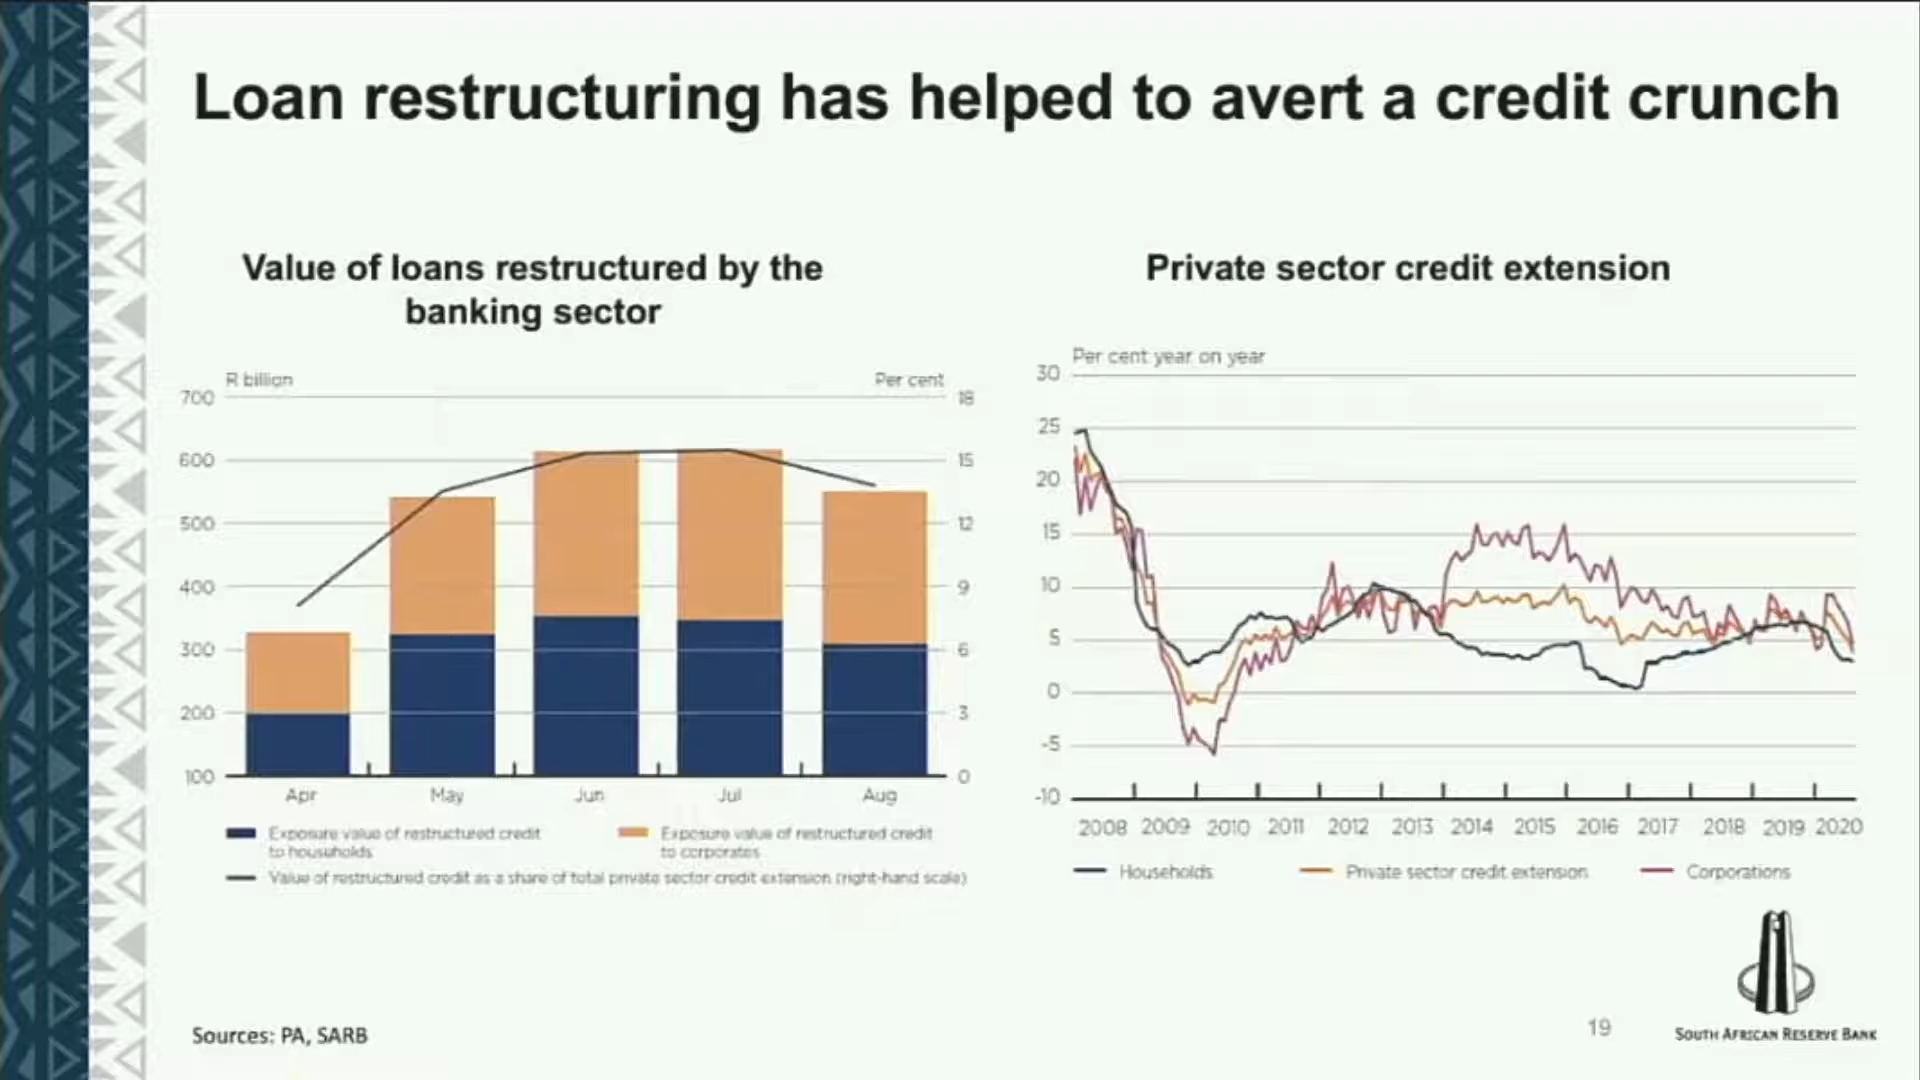 Loan restructuring has helped to avert a credit crunch
Value of loans restructured by the
banking sector
R billion
Per cent
700
600
500
400
300
200
100
18
15
12
9
6
3
0
Apr May Jun Jul Aug
Exposure value of restructured credit
to households
Exposure value of restructured credit
to corporates
Value of restructured credit as a share of total private sector credit extension (right-hand scale)
Private sector credit extension
Per cent year on year
30
25
20
15
10
5
0
-5
-10
2008 2009 2010 2011 2012 2013 2014 2015 2016 2017 2018 2019 2020
Households Private sector credit extension Corporations
Sources: PA, SARB
19
SOUTH AFRICAN RESERVE BANK